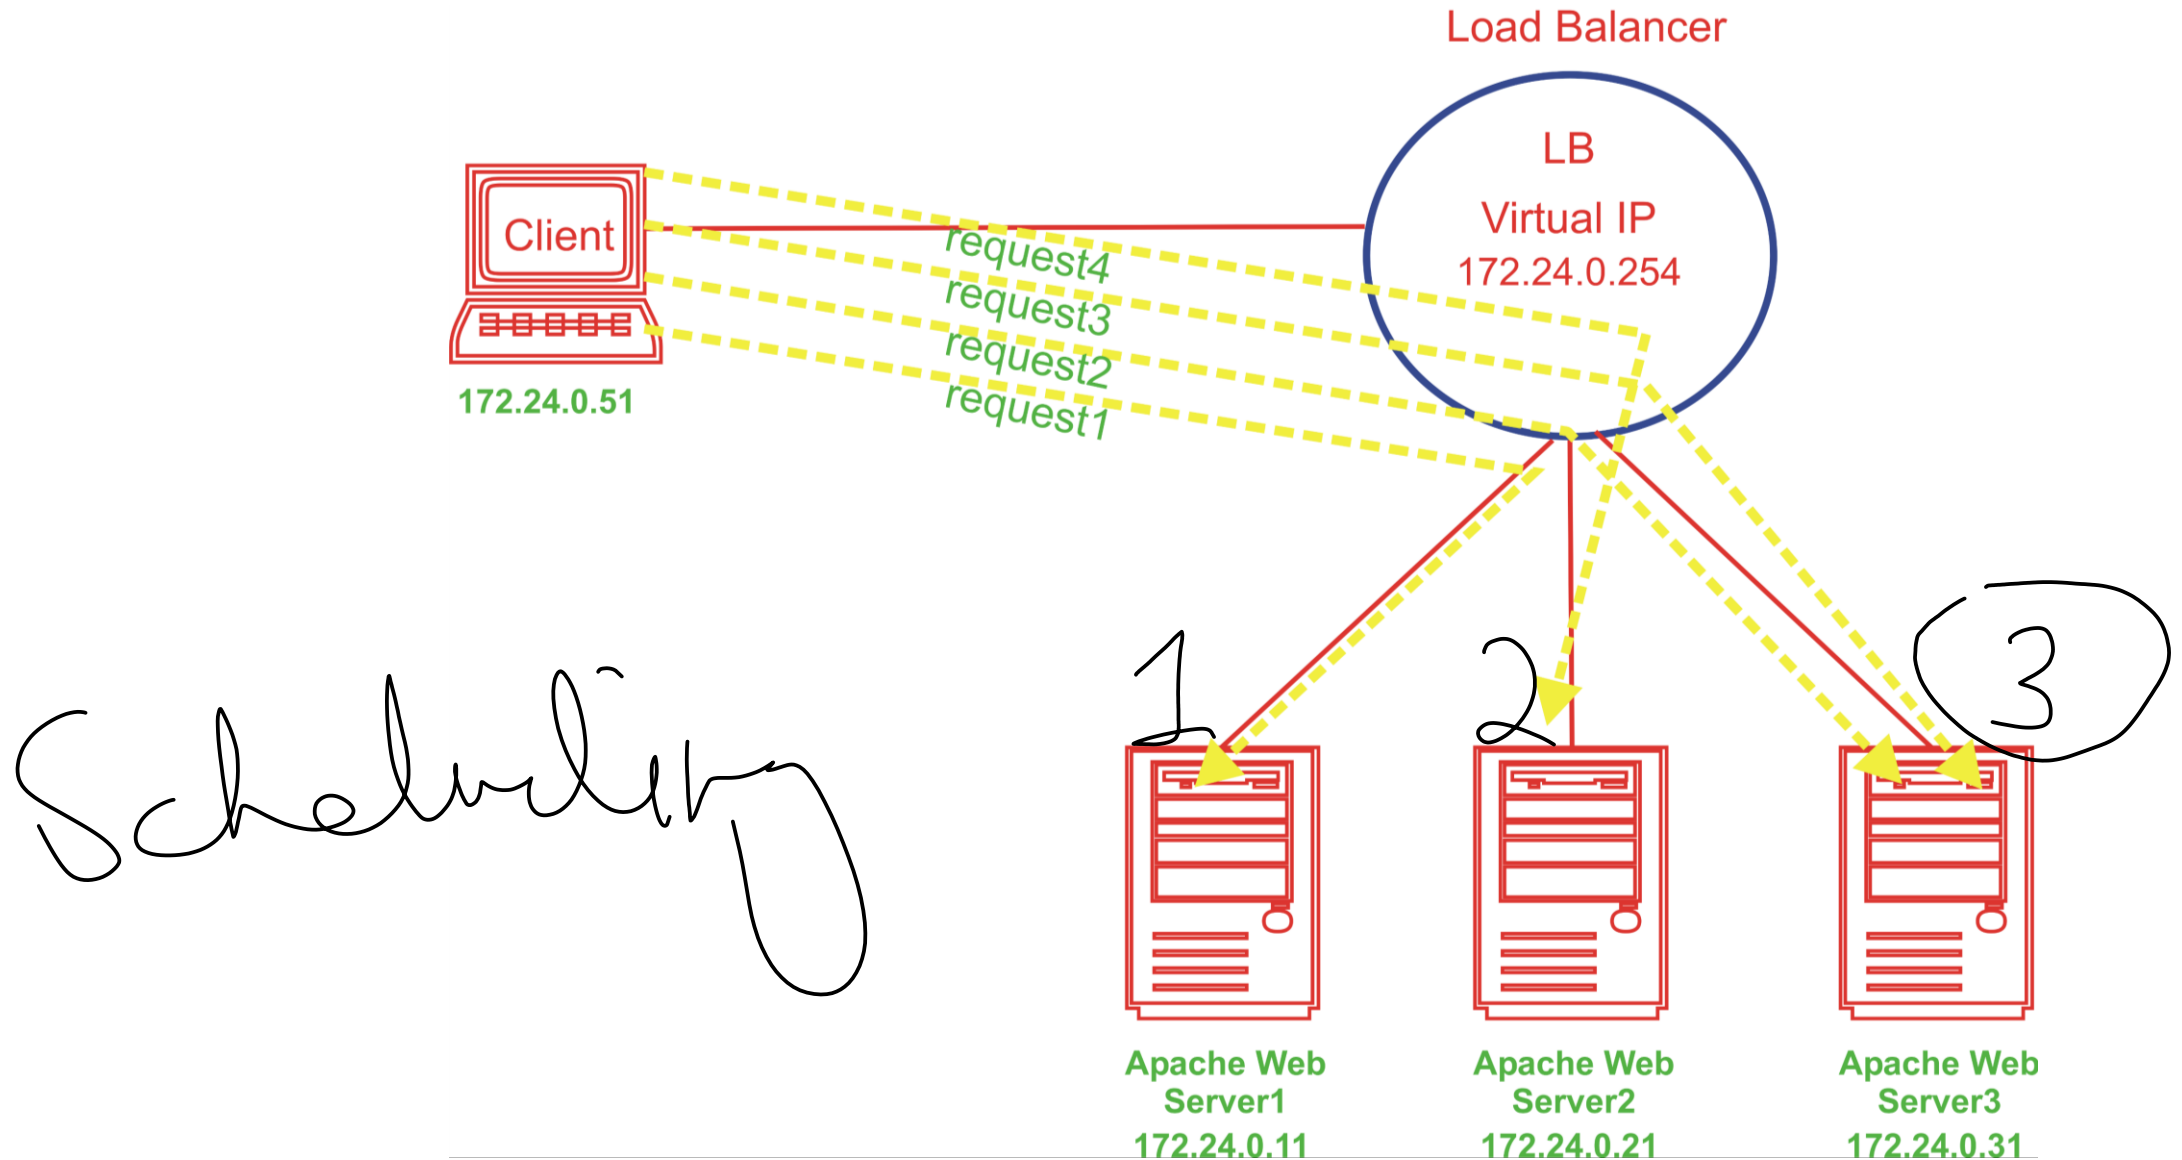 Load Balancer
LB
Virtual IP
172.24.0.254
Client
172.24.0.51
request4
request3
request2
request1
Scheduling
1
2
3
Apache Web
Server1
172.24.0.11
Apache Web
Server2
172.24.0.21
Apache Web
Server3
172.24.0.31